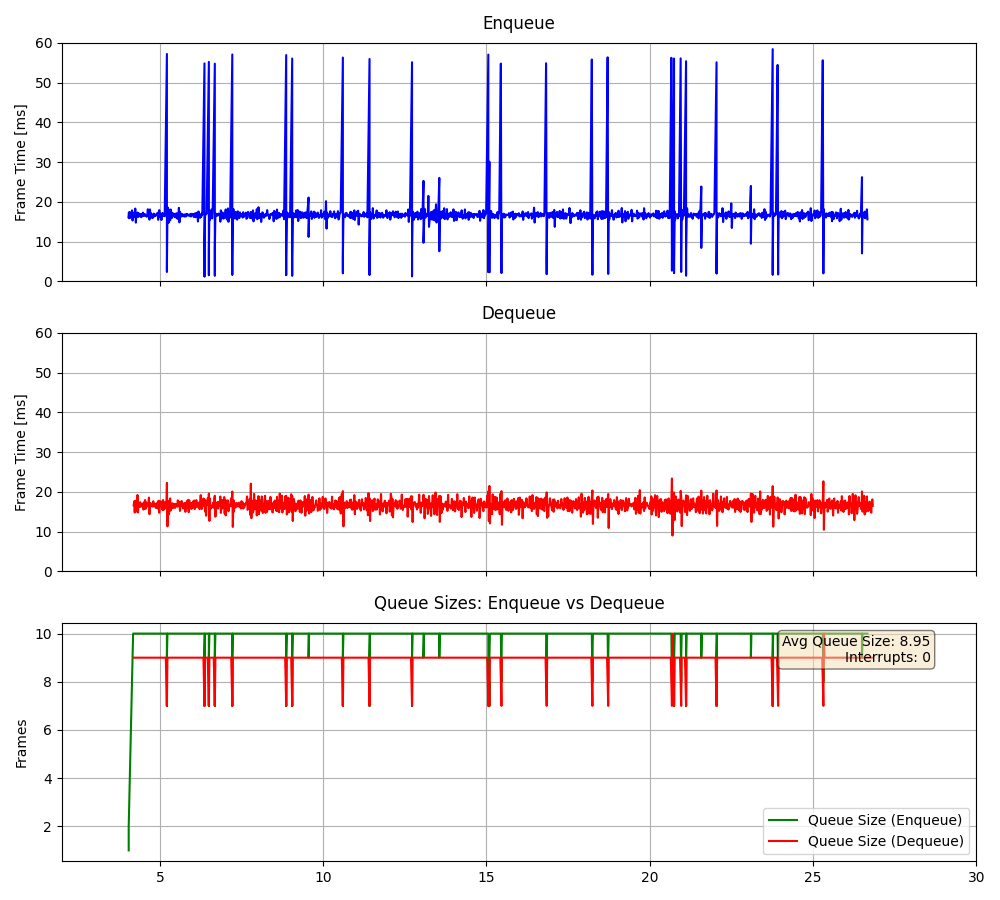 Enqueue
60
50
40
30
20
10
0
Frame Time [ms]
Dequeue
60
50
40
30
20
10
0
Frame Time [ms]
Queue Sizes: Enqueue vs Dequeue
10
8
6
4
2
Frames
Avg Queue Size: 8.95
Interrupts: 0
Queue Size (Enqueue)
Queue Size (Dequeue)
5 10 15 20 25 30